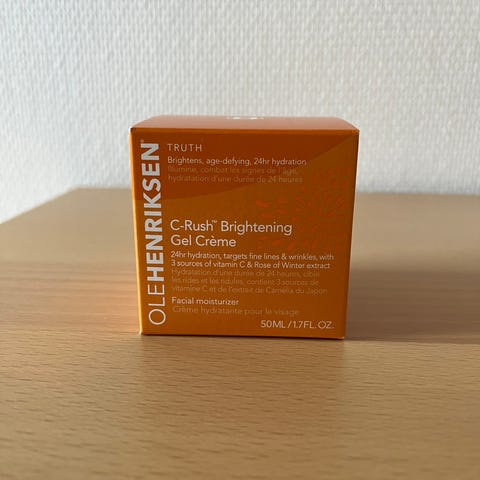 OLEHENRIKSEN
TRUTH
Brightens, age-defying, 24hr hydration
Illumine, combat les signes de l'âge,
hydratation d'une durée de 24 heures
C-Rush™ Brightening
Gel Crème
24hr hydration, targets fine lines & wrinkles, with
3 sources of vitamin C & Rose of Winter extract
Hydratation d'une durée de 24 heures, cible
les rides et les ridules, contient 3 sources de
vitamine C et de l'extrait de Camélia du Japon
Facial moisturizer
Crème hydratante pour le visage
50ML/1.7FL.OZ.